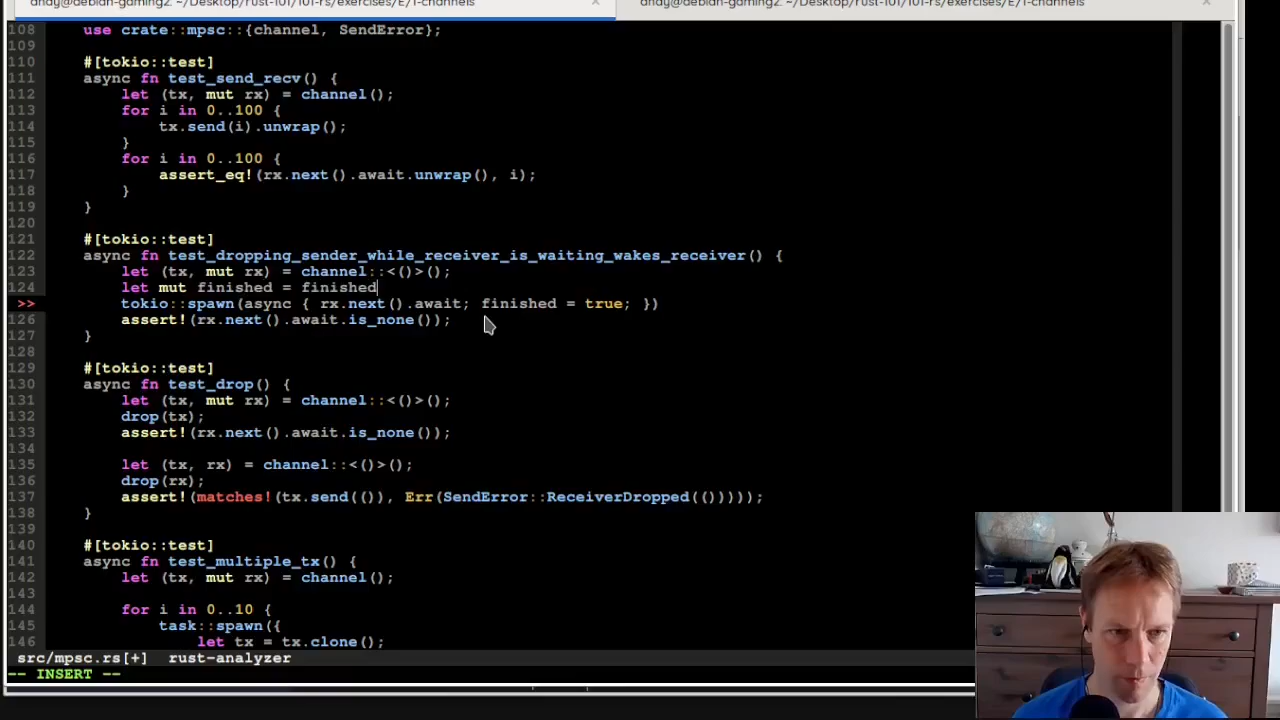 andy@debian-gaming2: ~/Desktop/rust-101/101-rs/exercises/E/1-channels × andy@debian-gaming2: ~/Desktop/rust-101/101-rs/exercises/E/1-channels ×
108     use crate::mpsc::{channel, SendError};
109
110     #[tokio::test]
111     async fn test_send_recv() {
112         let (tx, mut rx) = channel();
113         for i in 0..100 {
114             tx.send(i).unwrap();
115         }
116         for i in 0..100 {
117             assert_eq!(rx.next().await.unwrap(), i);
118         }
119     }
120
121     #[tokio::test]
122     async fn test_dropping_sender_while_receiver_is_waiting_wakes_receiver() {
123         let (tx, mut rx) = channel::<()>();
124         let mut finished = finished
>>         tokio::spawn(async { rx.next().await; finished = true; })
126         assert!(rx.next().await.is_none());
127     }
128
129     #[tokio::test]
130     async fn test_drop() {
131         let (tx, mut rx) = channel::<()>();
132         drop(tx);
133         assert!(rx.next().await.is_none());
134
135         let (tx, rx) = channel::<()>();
136         drop(rx);
137         assert!(matches!(tx.send(()), Err(SendError::ReceiverDropped(()))));
138     }
139
140     #[tokio::test]
141     async fn test_multiple_tx() {
142         let (tx, mut rx) = channel();
143
144         for i in 0..10 {
145             task::spawn({
146                 let tx = tx.clone();
src/mpsc.rs[+]  rust-analyzer
-- INSERT --